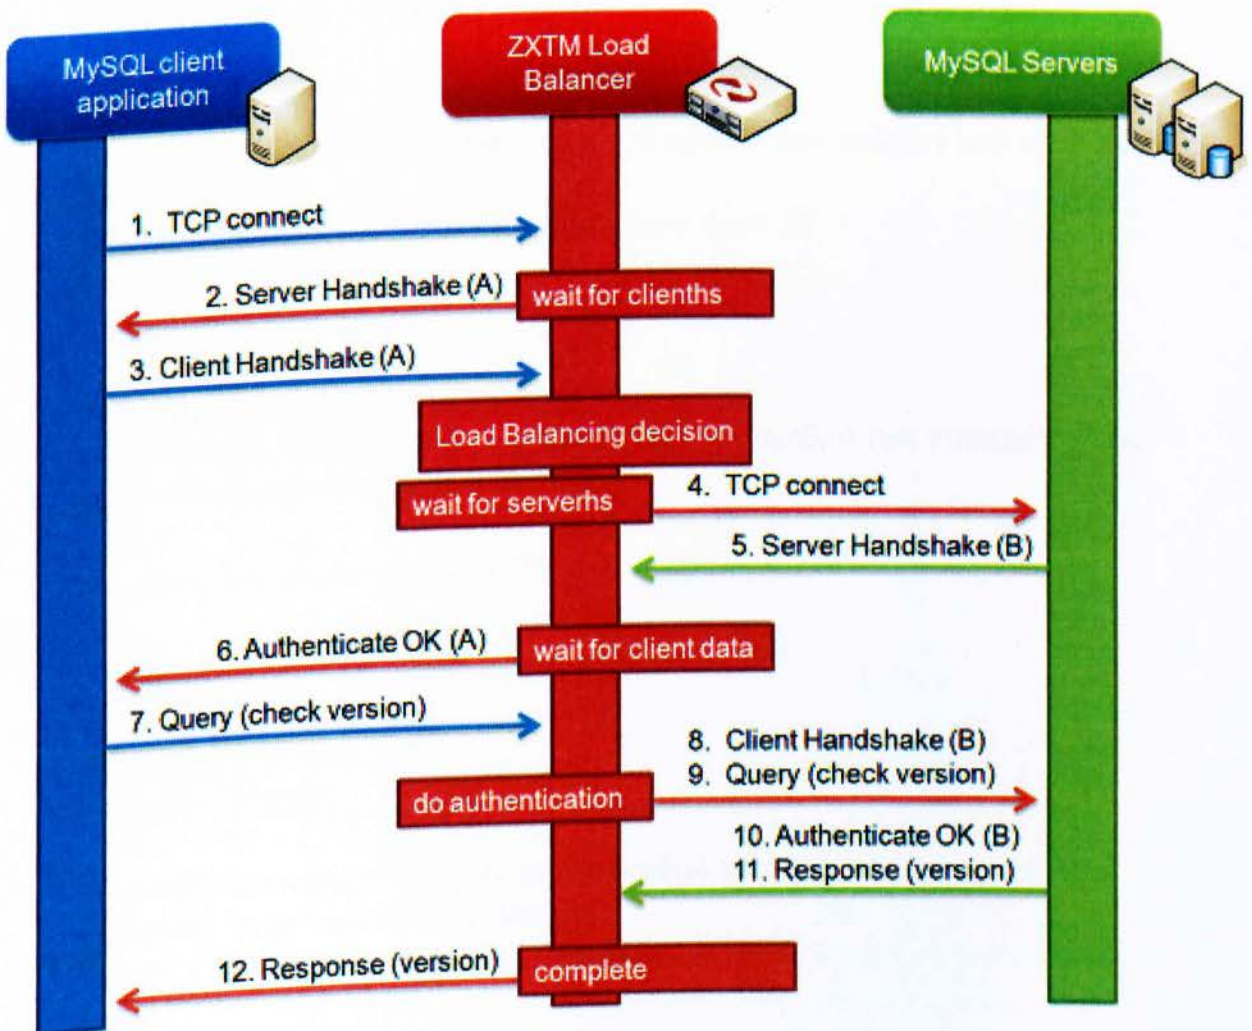 MySQL client
application
ZXTM Load
Balancer
MySQL Servers
1. TCP connect
2. Server Handshake (A)
wait for clienths
3. Client Handshake (A)
Load Balancing decision
wait for serverhs
4. TCP connect
5. Server Handshake (B)
6. Authenticate OK (A)
wait for client data
7. Query (check version)
8. Client Handshake (B)
9. Query (check version)
do authentication
10. Authenticate OK (B)
11. Response (version)
12. Response (version)
complete